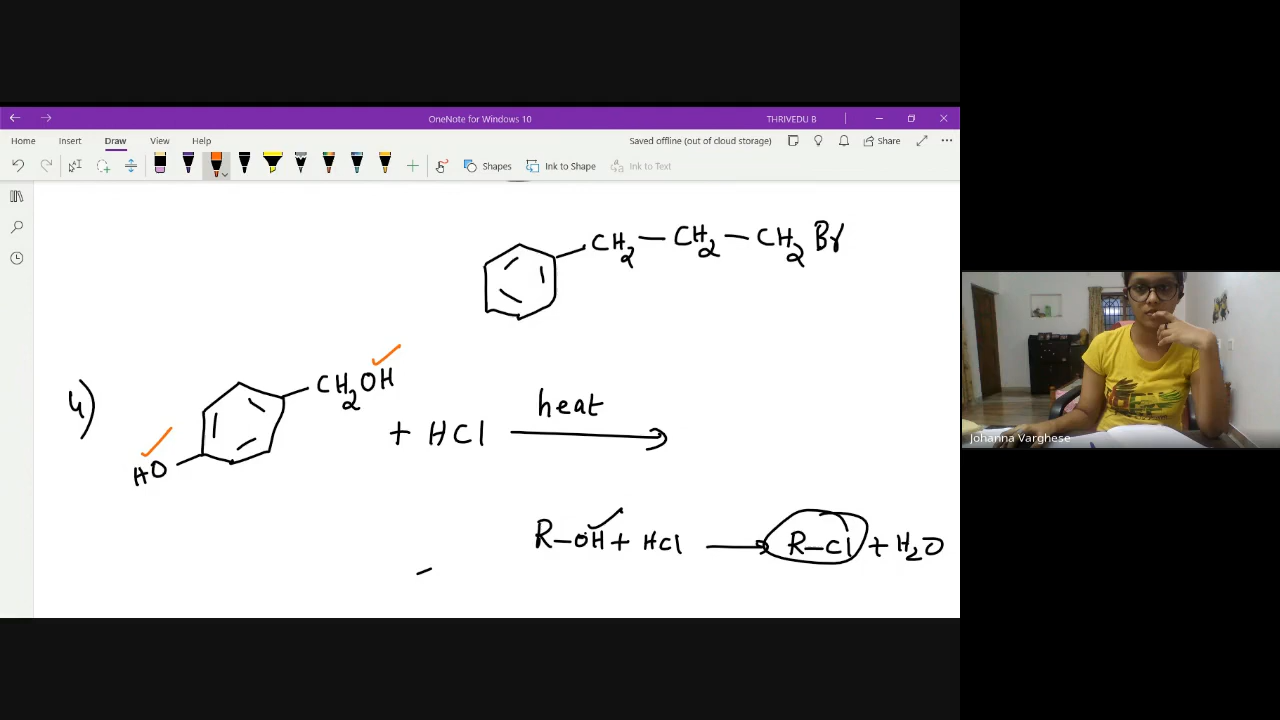 OneNote for Windows 10
THRIVEDU B
Home Insert Draw View Help
Saved offline (out of cloud storage)
Share
Shapes
Ink to Shape
Ink to Text
CH2 — CH2 — CH2 Br
4)
CH2OH
HO
+ HCl
heat
R–OH + HCl → R–Cl + H2O
Johanna Varghese